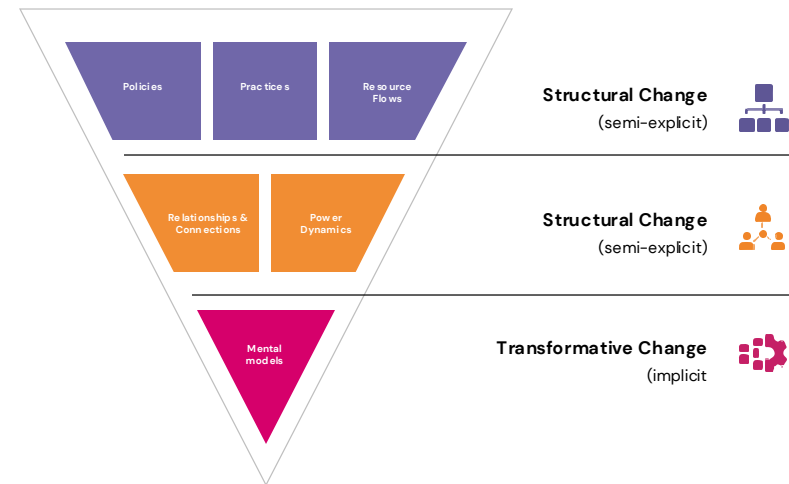 Policies
Practices
Resource
Flows
Structural Change
(semi-explicit)
Relationships &
Connections
Power
Dynamics
Structural Change
(semi-explicit)
Mental
models
Transformative Change
(implicit